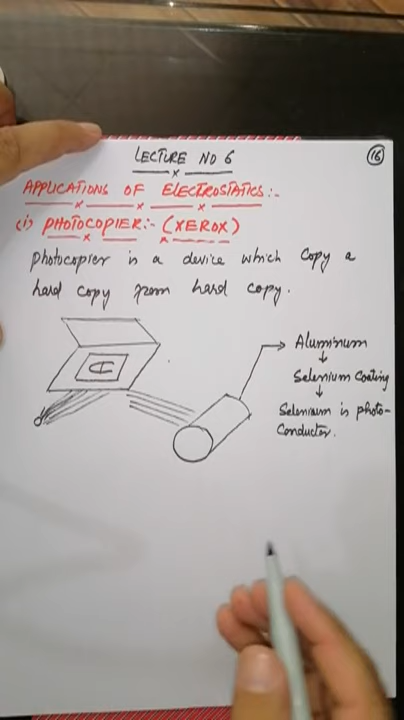 LECTURE NO 6
16
APPLICATIONS OF ELECTROSTATICS:-
(i) PHOTOCOPIER:- (XEROX)
Photocopier is a device which Copy a
hard copy from hard copy.
Aluminum
Selenium Coating
Selenium is photo-
Conductor.